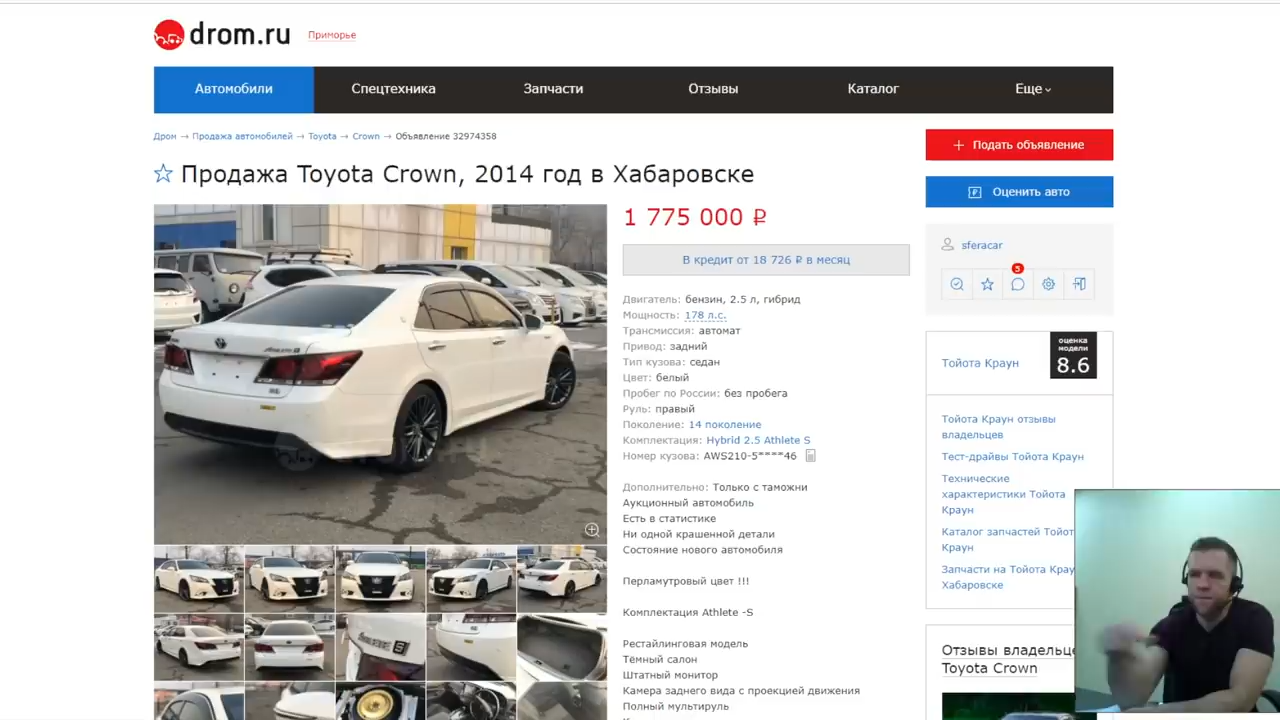 drom.ru
Приморье
Автомобили
Спецтехника
Запчасти
Отзывы
Каталог
Еще
Дром → Продажа автомобилей → Toyota → Crown → Объявление 32974358
Продажа Toyota Crown, 2014 год в Хабаровске
1 775 000 ₽
В кредит от 18 726 ₽ в месяц
Двигатель: бензин, 2.5 л, гибрид
Мощность: 178 л.с.
Трансмиссия: автомат
Привод: задний
Тип кузова: седан
Цвет: белый
Пробег по России: без пробега
Руль: правый
Поколение: 14 поколение
Комплектация: Hybrid 2.5 Athlete S
Номер кузова: AWS210-5****46
Дополнительно: Только с таможни
Аукционный автомобиль
Есть в статистике
Ни одной крашенной детали
Состояние нового автомобиля
Перламутровый цвет !!!
Комплектация Athlete -S
Рестайлинговая модель
Тёмный салон
Штатный монитор
Камера заднего вида с проекцией движения
Полный мультируль
+ Подать объявление
Оценить авто
sferacar
5
Тойота Краун
оценка
модели
8.6
Тойота Краун отзывы
владельцев
Тест-драйвы Тойота Краун
Технические
характеристики Тойота
Краун
Каталог запчастей Тойот
Краун
Запчасти на Тойота Крау
Хабаровске
Отзывы владельце
Toyota Crown